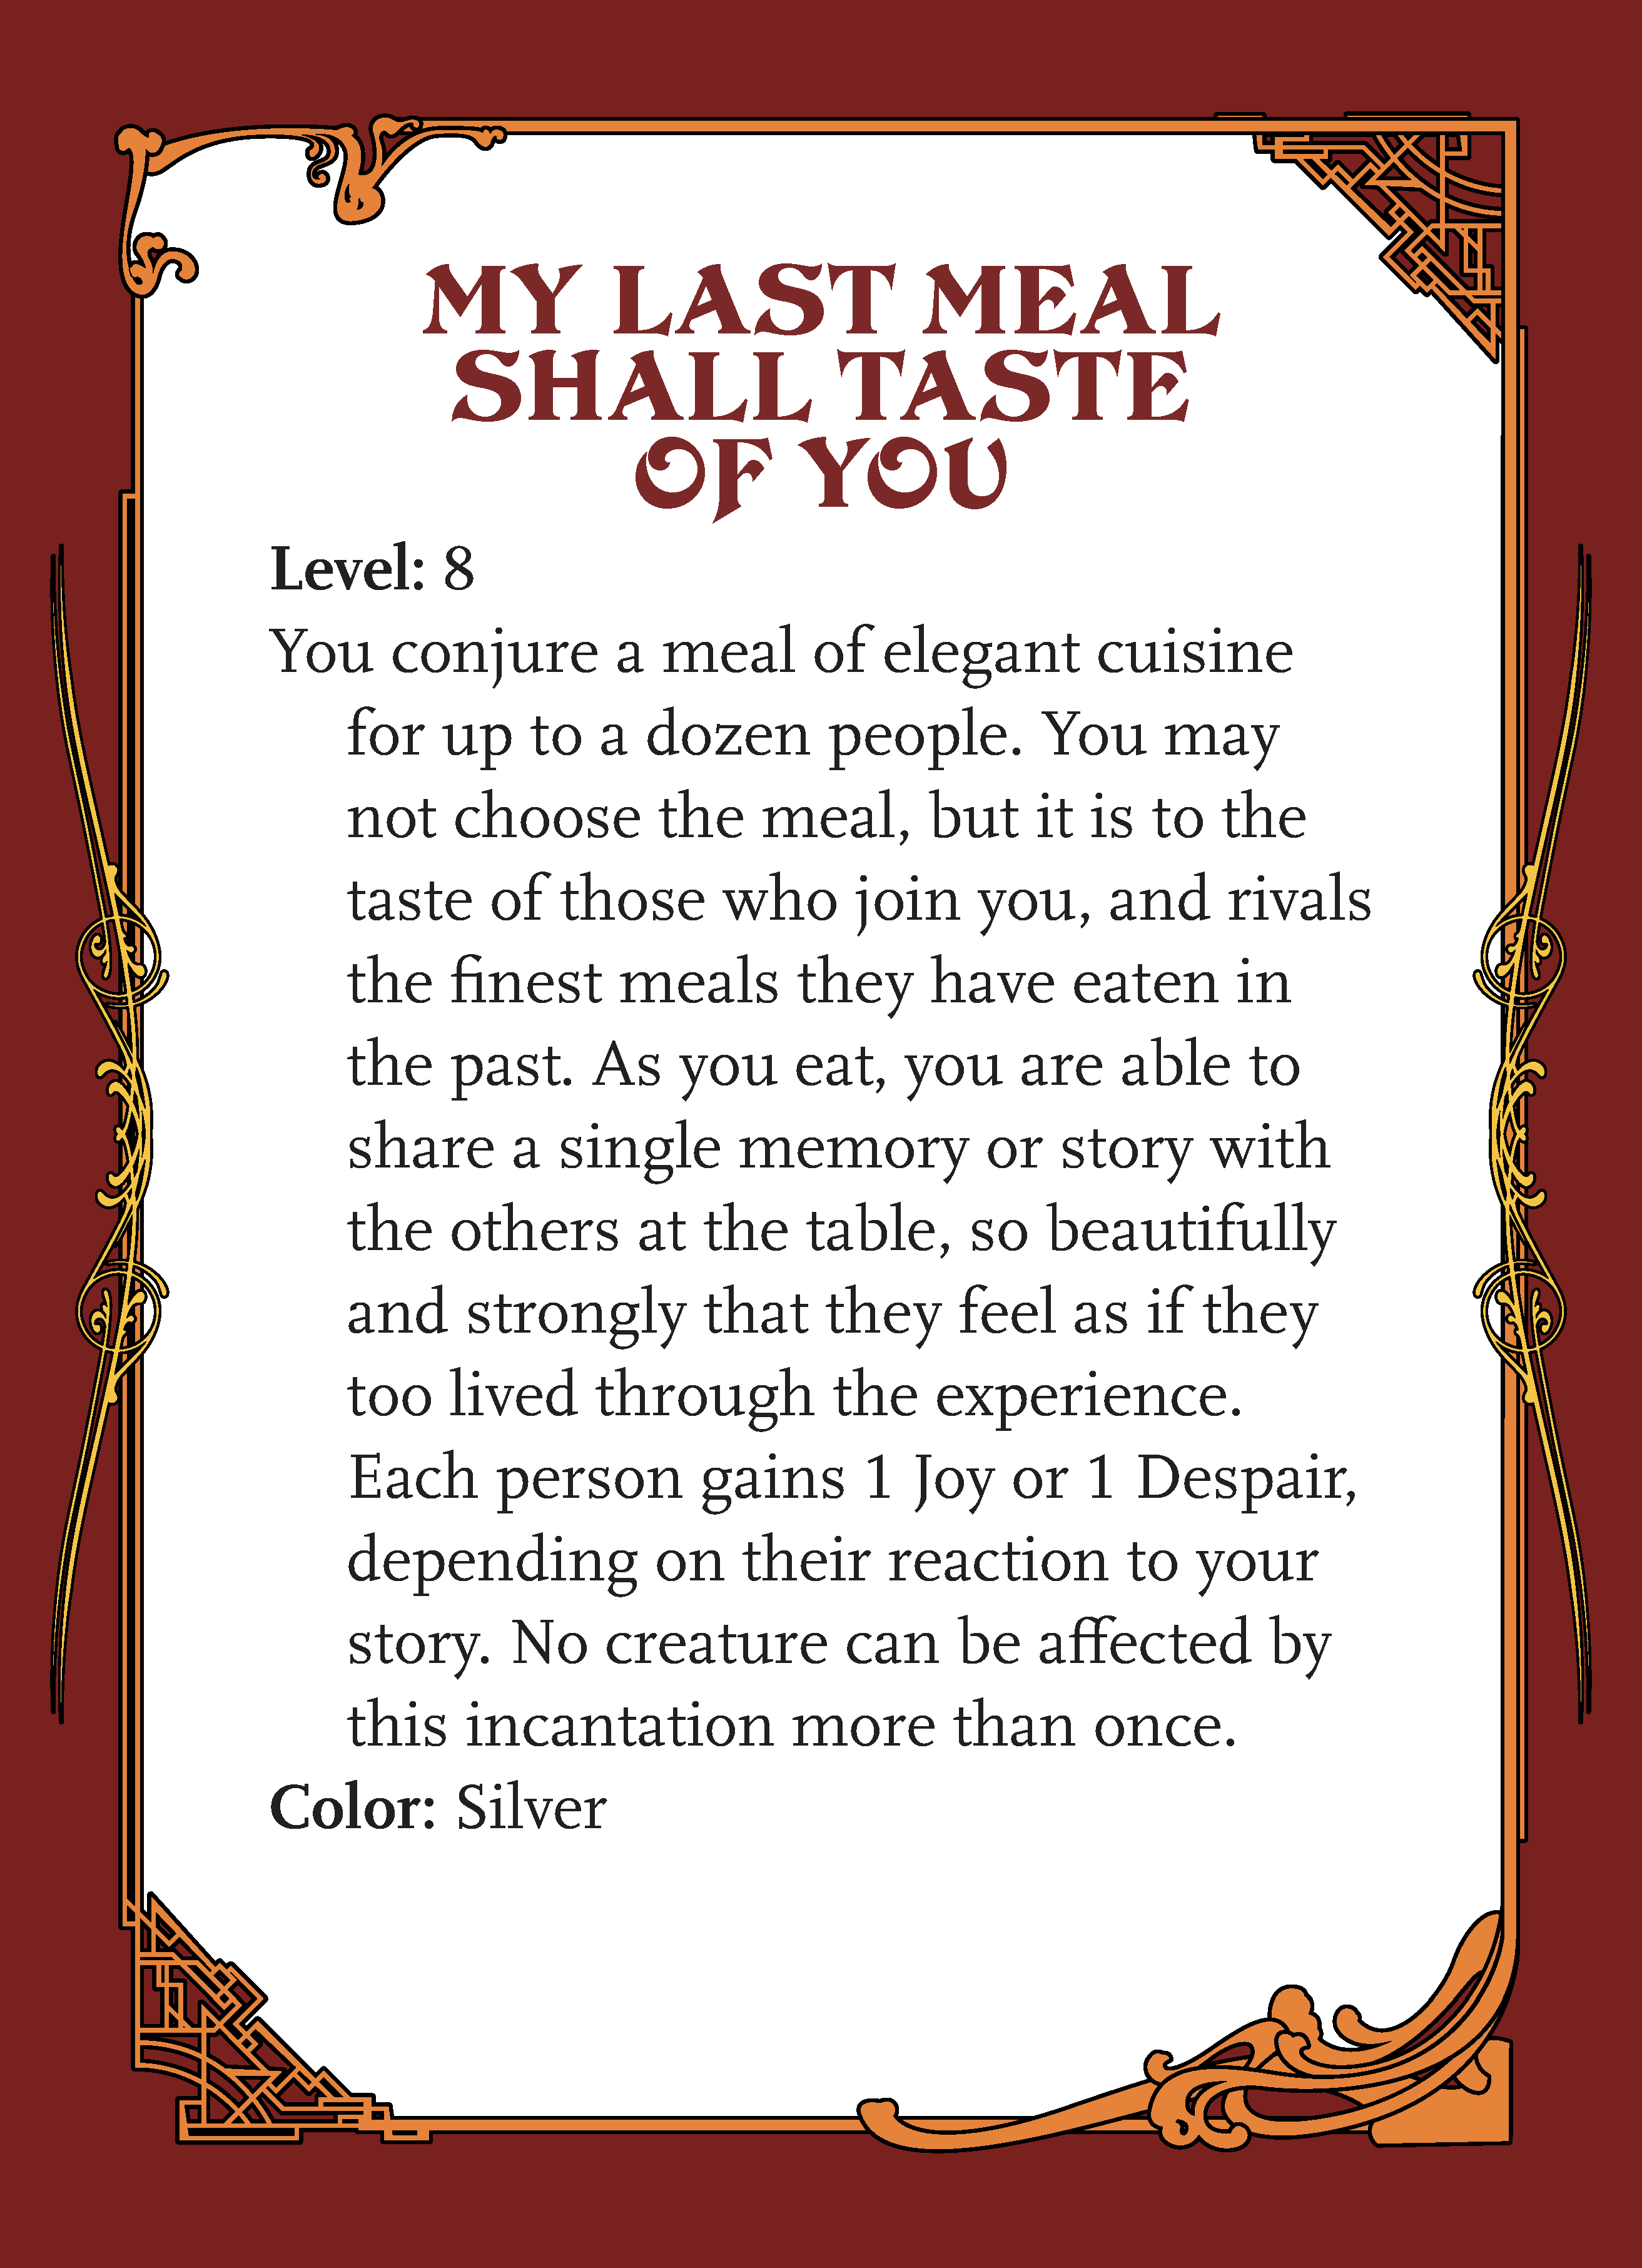 MY LAST MEAL
SHALL TASTE
OF YOU
Level: 8
You conjure a meal of elegant cuisine
for up to a dozen people. You may
not choose the meal, but it is to the
taste of those who join you, and rivals
the finest meals they have eaten in
the past. As you eat, you are able to
share a single memory or story with
the others at the table, so beautifully
and strongly that they feel as if they
too lived through the experience.
Each person gains 1 Joy or 1 Despair,
depending on their reaction to your
story. No creature can be affected by
this incantation more than once.
Color: Silver